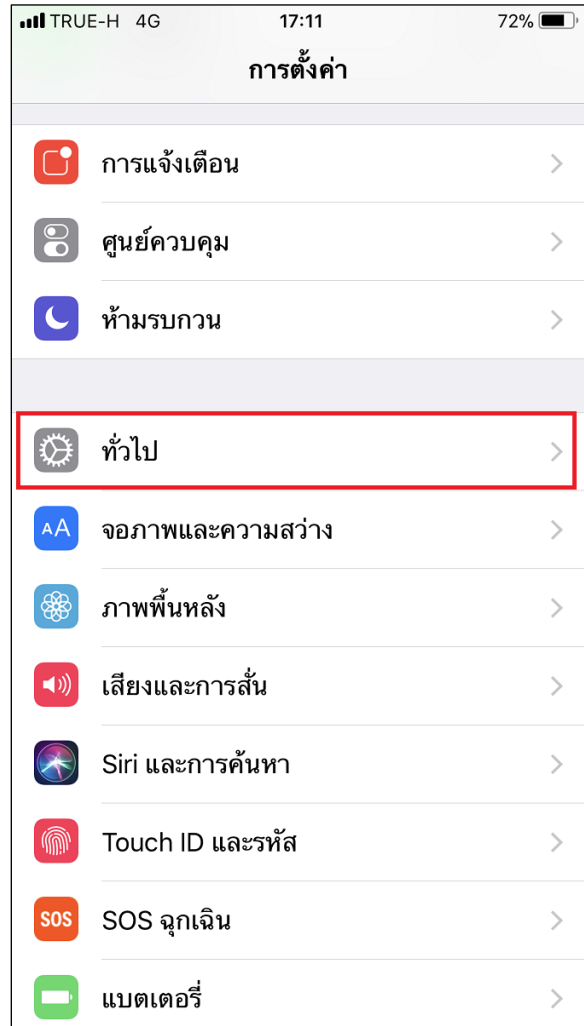 TRUE-H 4G 17:11 72%
การตั้งค่า
การแจ้งเตือน
ศูนย์ควบคุม
ห้ามรบกวน
ทั่วไป
AA จอภาพและความสว่าง
ภาพพื้นหลัง
เสียงและการสั่น
Siri และการค้นหา
Touch ID และรหัส
SOS SOS ฉุกเฉิน
แบตเตอรี่